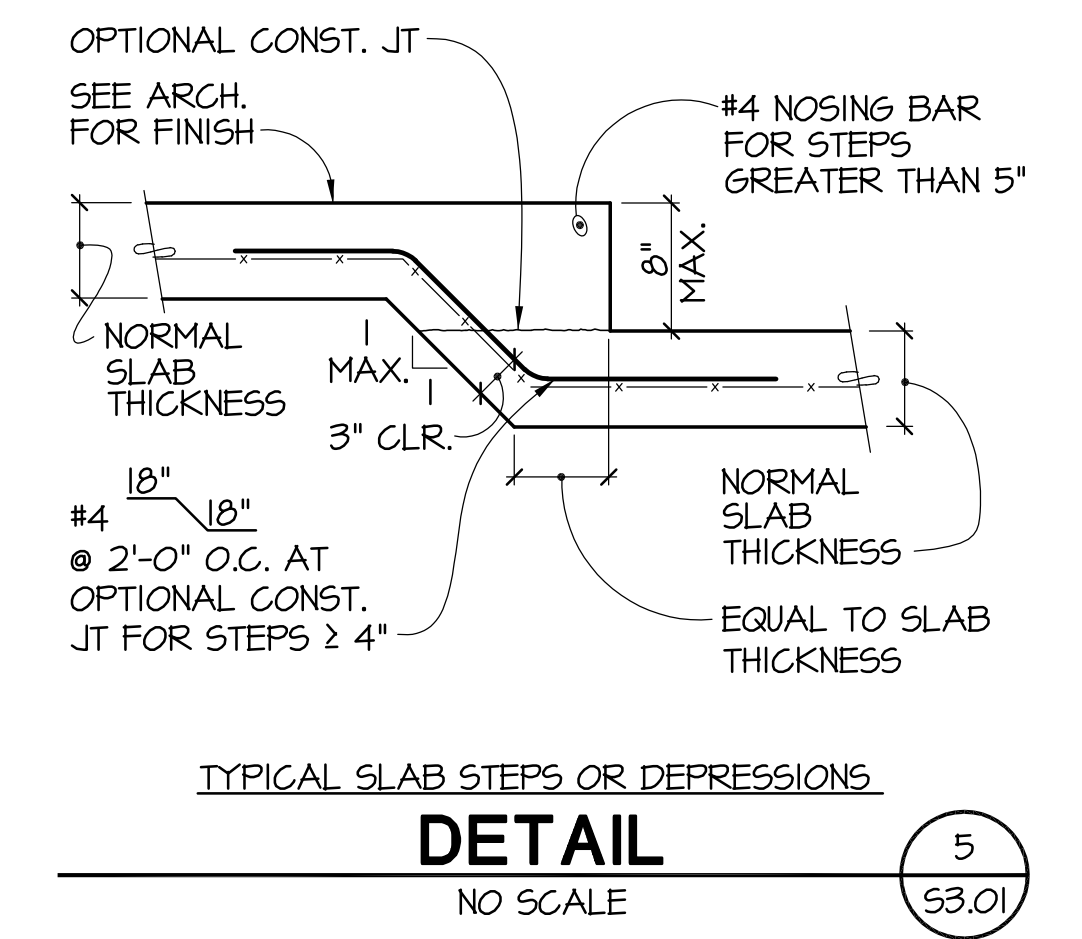 OPTIONAL CONST. JT
SEE ARCH.
FOR FINISH
#4 NOSING BAR
FOR STEPS
GREATER THAN 5"
8"
MAX.
NORMAL
SLAB
THICKNESS
1
MAX.
1
3" CLR.
18"
#4
18"
@ 2'-0" O.C. AT
OPTIONAL CONST.
JT FOR STEPS ≥ 4"
NORMAL
SLAB
THICKNESS
EQUAL TO SLAB
THICKNESS
TYPICAL SLAB STEPS OR DEPRESSIONS
DETAIL
NO SCALE
5
S3.01